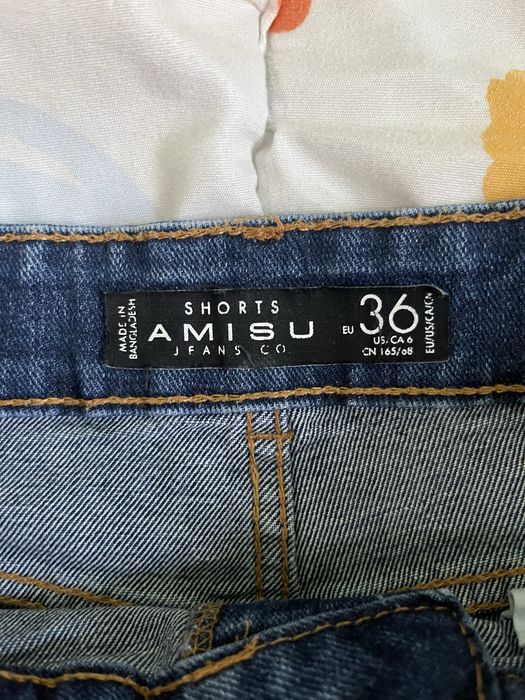 MADE IN
BANGLADESH
SHORTS
AMISU
JEANS CO.
EU 36
US/CA 6
CN 165/68
EU/US/CA/CN